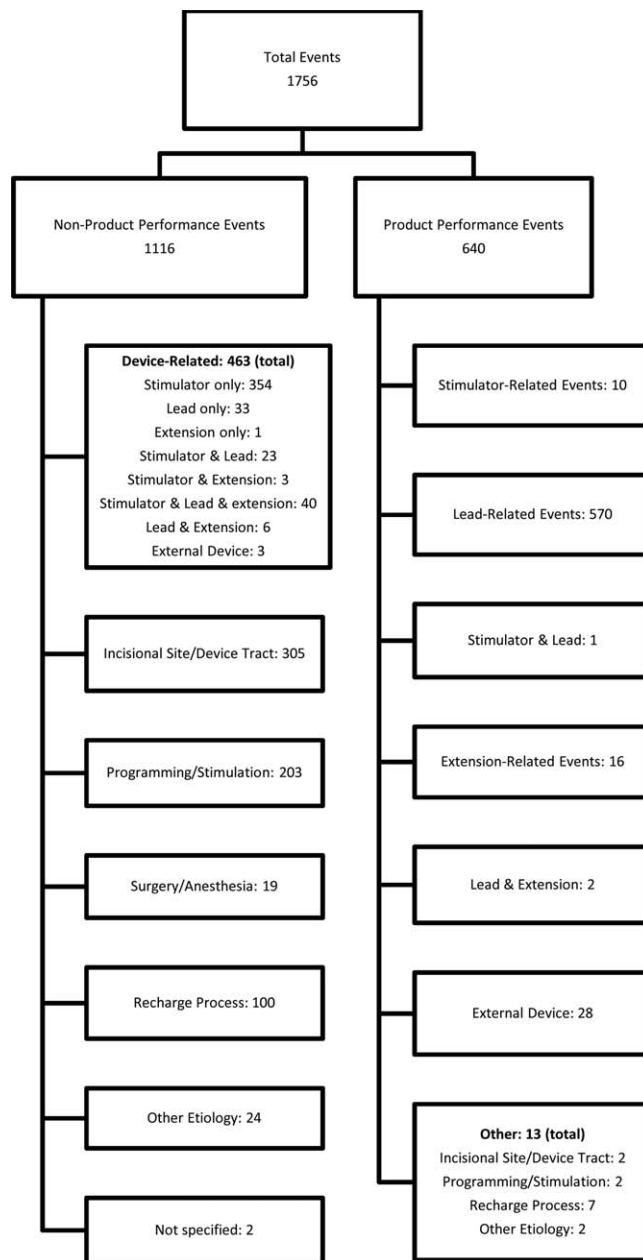 Total Events
1756
Non-Product Performance Events
1116
Product Performance Events
640
Device-Related: 463 (total)
Stimulator only: 354
Lead only: 33
Extension only: 1
Stimulator & Lead: 23
Stimulator & Extension: 3
Stimulator & Lead & extension: 40
Lead & Extension: 6
External Device: 3
Incisional Site/Device Tract: 305
Programming/Stimulation: 203
Surgery/Anesthesia: 19
Recharge Process: 100
Other Etiology: 24
Not specified: 2
Stimulator-Related Events: 10
Lead-Related Events: 570
Stimulator & Lead: 1
Extension-Related Events: 16
Lead & Extension: 2
External Device: 28
Other: 13 (total)
Incisional Site/Device Tract: 2
Programming/Stimulation: 2
Recharge Process: 7
Other Etiology: 2